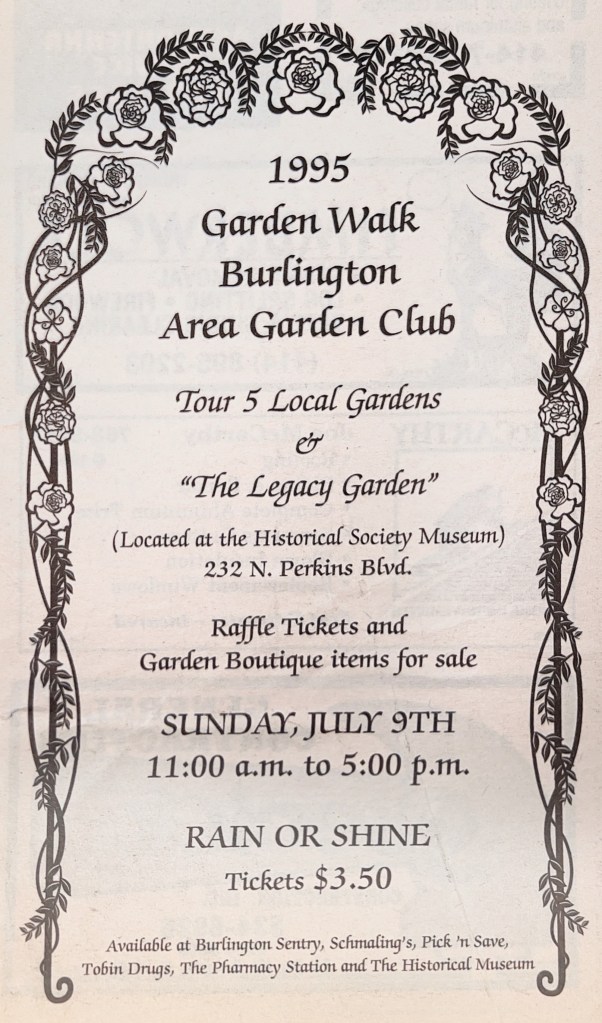 1995
Garden Walk
Burlington
Area Garden Club
Tour 5 Local Gardens
&
“The Legacy Garden”
(Located at the Historical Society Museum)
232 N. Perkins Blvd.
Raffle Tickets and
Garden Boutique items for sale
SUNDAY, JULY 9TH
11:00 a.m. to 5:00 p.m.
RAIN OR SHINE
Tickets $3.50
Available at Burlington Sentry, Schmaling's, Pick 'n Save,
Tobin Drugs, The Pharmacy Station and The Historical Museum